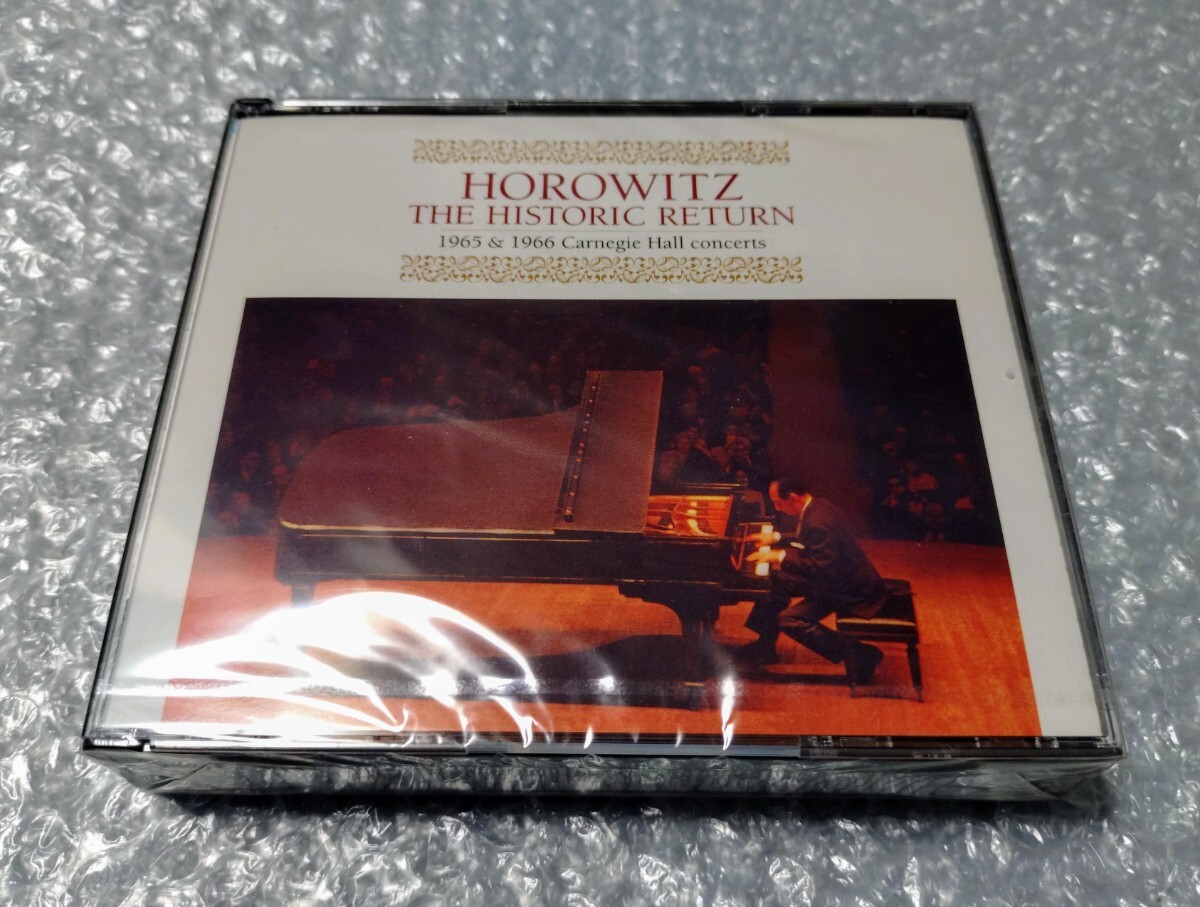 HOROWITZ
THE HISTORIC RETURN
1965 & 1966 Carnegie Hall concerts